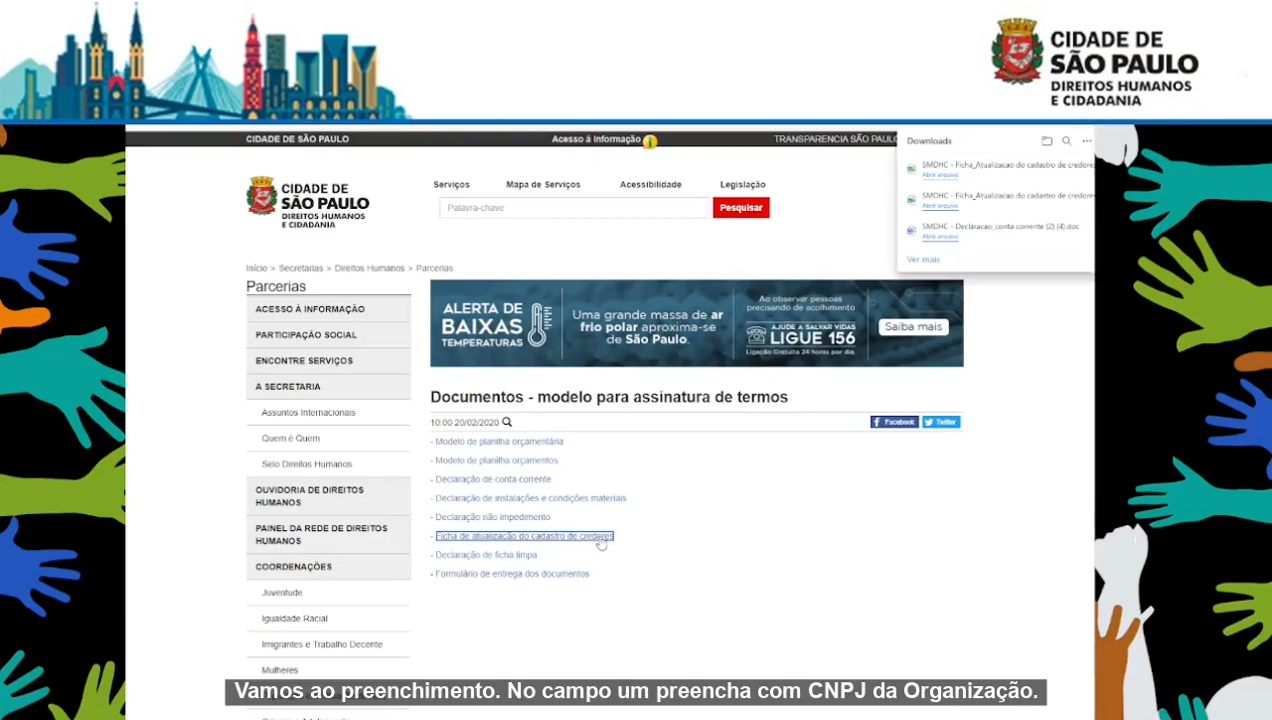 CIDADE DE
SÃO PAULO
DIREITOS HUMANOS
E CIDADANIA
CIDADE DE SÃO PAULO
Acesso à Informação
TRANSPARENCIA SÃO PAULO
Downloads
SMDHC - Ficha_Atualizacao do cadastro de credore
Abrir arquivo
SMDHC - Ficha_Atualizacao do cadastro de credore
Abrir arquivo
SMDHC - Declaracao_conta corrente (2) (4).doc
Abrir arquivo
Ver mais
CIDADE DE
SÃO PAULO
DIREITOS HUMANOS
E CIDADANIA
Serviços
Mapa de Serviços
Acessibilidade
Legislação
Palavra-chave
Pesquisar
Início > Secretarias > Direitos Humanos > Parcerias
Parcerias
ACESSO À INFORMAÇÃO
PARTICIPAÇÃO SOCIAL
ENCONTRE SERVIÇOS
A SECRETARIA
Assuntos Internacionais
Quem é Quem
Selo Direitos Humanos
OUVIDORIA DE DIREITOS
HUMANOS
PAINEL DA REDE DE DIREITOS
HUMANOS
COORDENAÇÕES
Juventude
Igualdade Racial
Imigrantes e Trabalho Decente
Mulheres
ALERTA DE
BAIXAS
TEMPERATURAS
Uma grande massa de ar
frio polar aproxima-se
de São Paulo.
Ao observar pessoas
precisando de acolhimento
AJUDE A SALVAR VIDAS
LIGUE 156
Ligação Gratuita 24 horas por dia.
Saiba mais
Documentos - modelo para assinatura de termos
10:00 20/02/2020
Facebook
Twitter
- Modelo de planilha orçamentária
- Modelo de planilha orçamentos
- Declaração de conta corrente
- Declaração de instalações e condições materiais
- Declaração não impedimento
- Ficha de atualização do cadastro de credores
- Declaração de ficha limpa
- Formulário de entrega dos documentos
Vamos ao preenchimento. No campo um preencha com CNPJ da Organização.